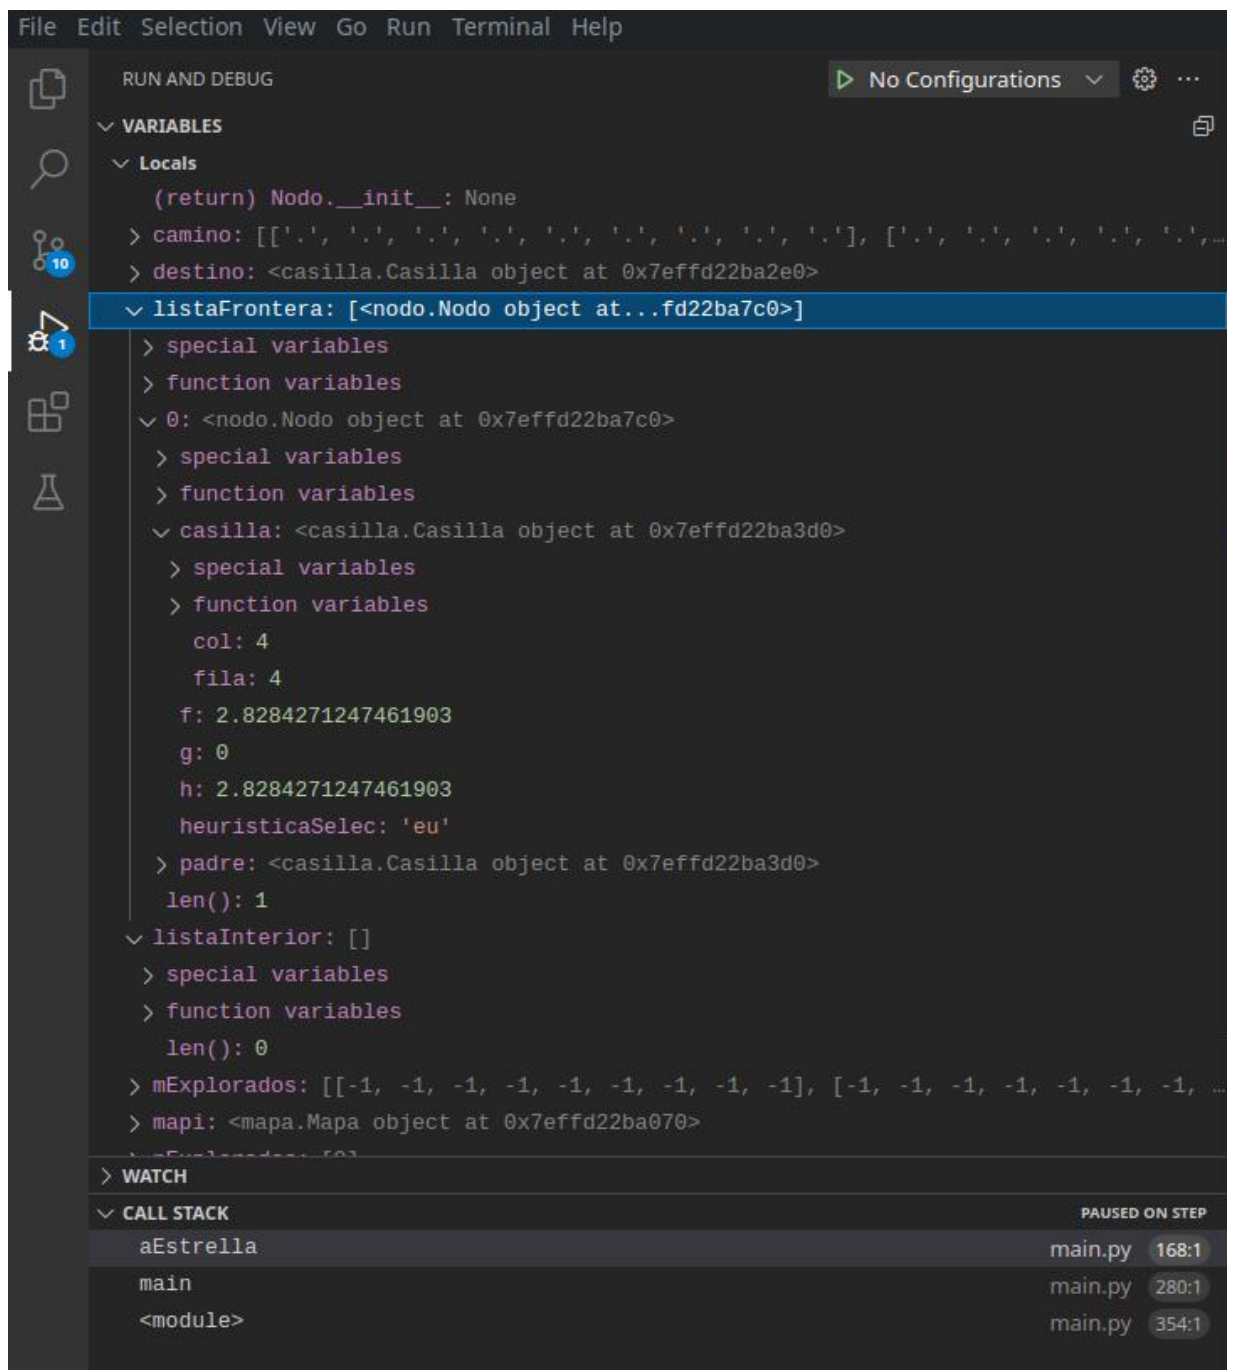 File Edit Selection View Go Run Terminal Help
RUN AND DEBUG No Configurations ...
VARIABLES
Locals
(return) Nodo.__init__: None
camino: [['.', '.', '.', '.', '.', '.', '.', '.', '.'], ['.', '.', '.', '.', '.',…
10
destino: <casilla.Casilla object at 0x7effd22ba2e0>
listaFrontera: [<nodo.Nodo object at...fd22ba7c0>]
1
special variables
function variables
0: <nodo.Nodo object at 0x7effd22ba7c0>
special variables
function variables
casilla: <casilla.Casilla object at 0x7effd22ba3d0>
special variables
function variables
col: 4
fila: 4
f: 2.8284271247461903
g: 0
h: 2.8284271247461903
heuristicaSelec: 'eu'
padre: <casilla.Casilla object at 0x7effd22ba3d0>
len(): 1
listaInterior: []
special variables
function variables
len(): 0
mExplorados: [[-1, -1, -1, -1, -1, -1, -1, -1, -1], [-1, -1, -1, -1, -1, -1, -1, …
mapi: <mapa.Mapa object at 0x7effd22ba070>
WATCH
CALL STACK PAUSED ON STEP
aEstrella main.py 168:1
main main.py 280:1
<module> main.py 354:1